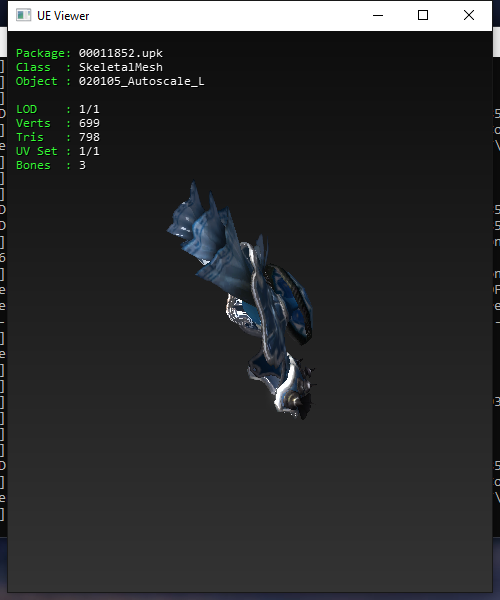 UE Viewer
Package: 00011852.upk
Class : SkeletalMesh
Object : 020105_Autoscale_L
LOD : 1/1
Verts : 699
Tris : 798
UV Set : 1/1
Bones : 3